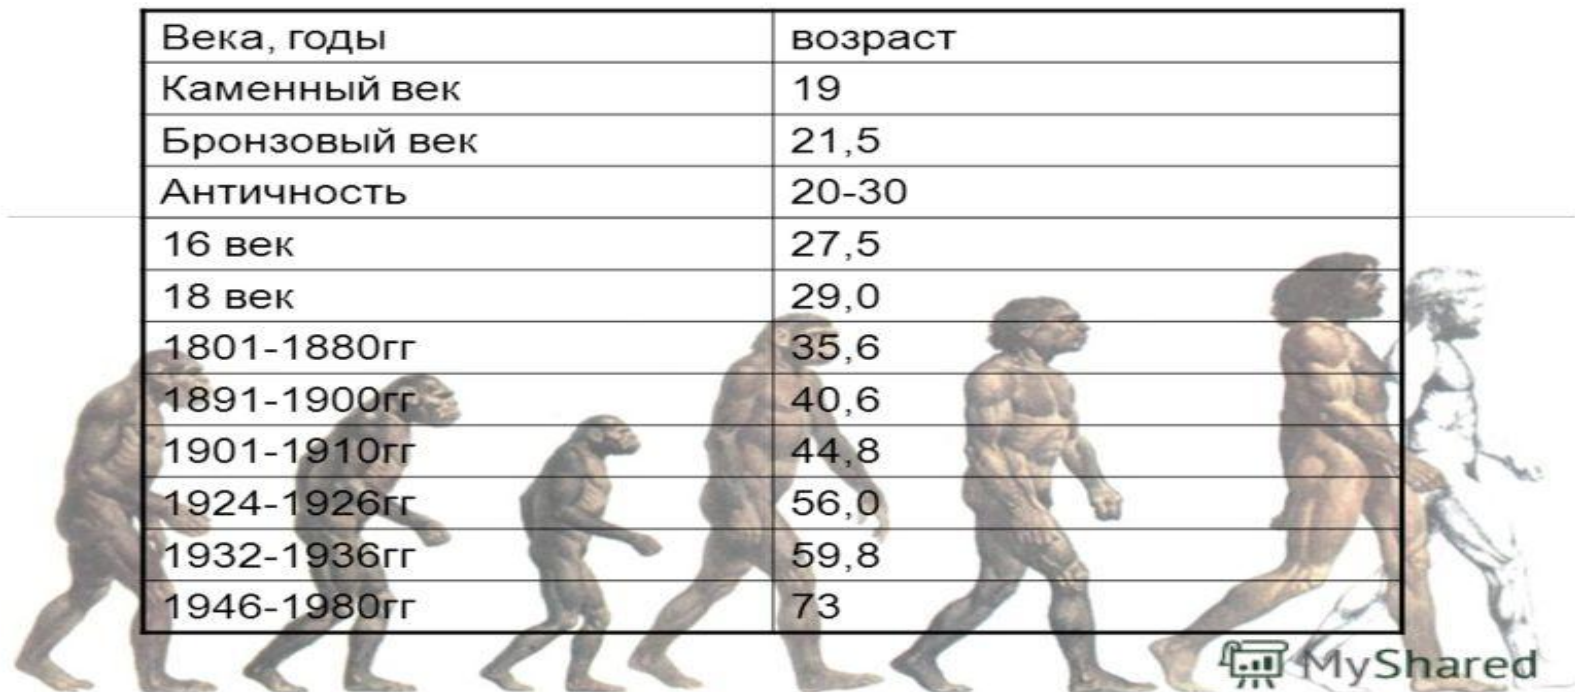 Века, годы возраст
Каменный век 19
Бронзовый век 21,5
Античность 20-30
16 век 27,5
18 век 29,0
1801-1880гг 35,6
1891-1900гг 40,6
1901-1910гг 44,8
1924-1926гг 56,0
1932-1936гг 59,8
1946-1980гг 73
MyShared